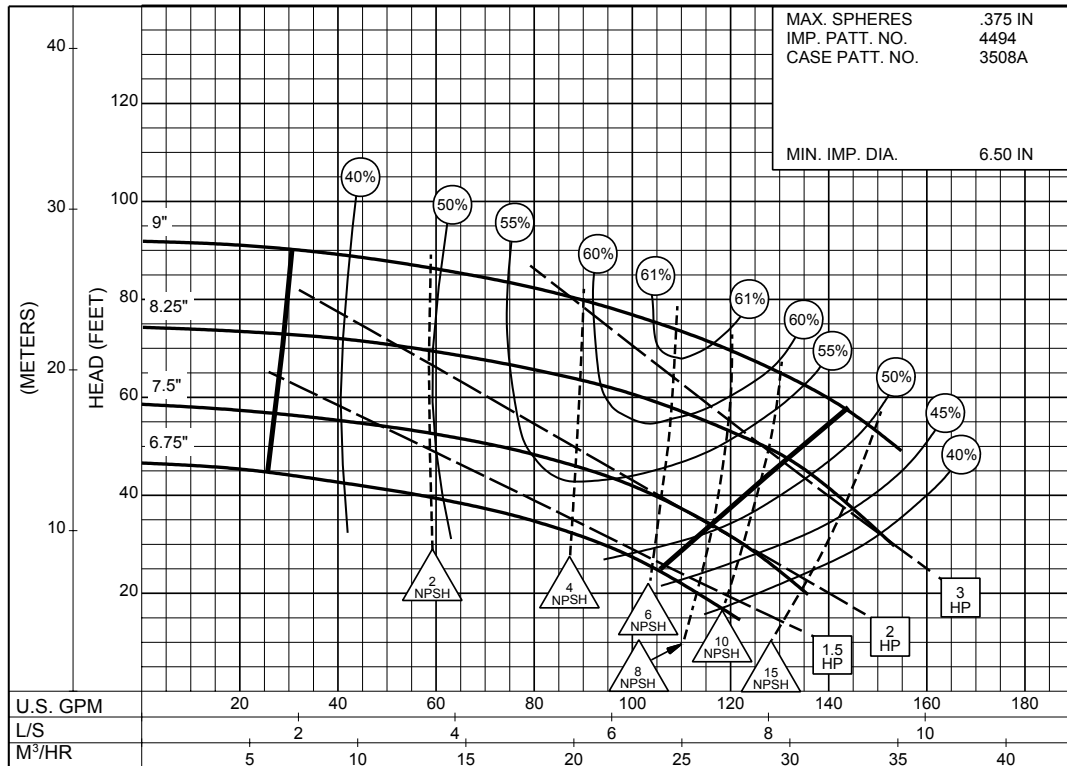 MAX. SPHERES .375 IN
IMP. PATT. NO. 4494
CASE PATT. NO. 3508A
MIN. IMP. DIA. 6.50 IN
(METERS)
40
30
20
10
HEAD (FEET)
120
100
80
60
40
20
9"
8.25"
7.5"
6.75"
40%
50%
55%
60%
61%
61%
60%
55%
50%
45%
40%
2 NPSH
4 NPSH
6 NPSH
8 NPSH
10 NPSH
15 NPSH
1.5 HP
2 HP
3 HP
U.S. GPM 20 40 60 80 100 120 140 160 180
L/S 2 4 6 8 10
M³/HR 5 10 15 20 25 30 35 40